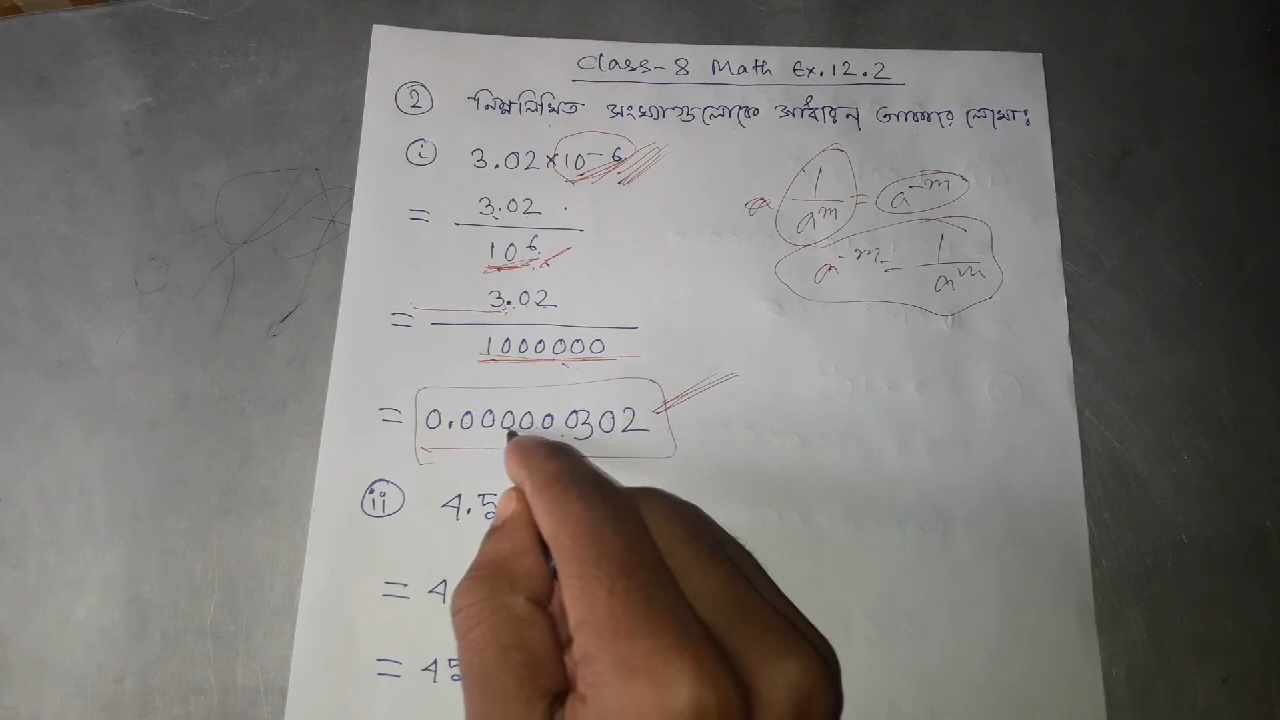 Class-8 Math Ex.12.2
② নিম্নলিখিত সংখ্যাগুলোকে সাধারন আকারে লেখো:
ⓘ 3.02×10⁻⁶
= 3.02 / 10⁶
= 3.02 / 1000000
= 0.00000302
1/aᵐ = a⁻ᵐ
a⁻ᵐ = 1/aᵐ
ⓘⓘ 4.5
= 4
= 45